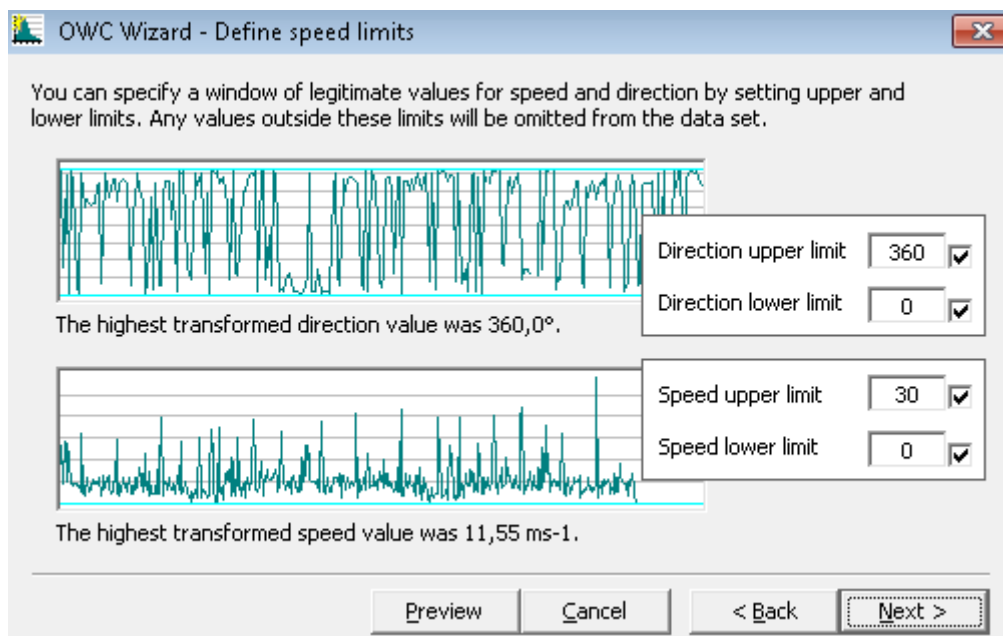 OWC Wizard - Define speed limits
You can specify a window of legitimate values for speed and direction by setting upper and
lower limits. Any values outside these limits will be omitted from the data set.
Direction upper limit 360
Direction lower limit 0
The highest transformed direction value was 360,0°.
Speed upper limit 30
Speed lower limit 0
The highest transformed speed value was 11,55 ms-1.
Preview Cancel < Back Next >